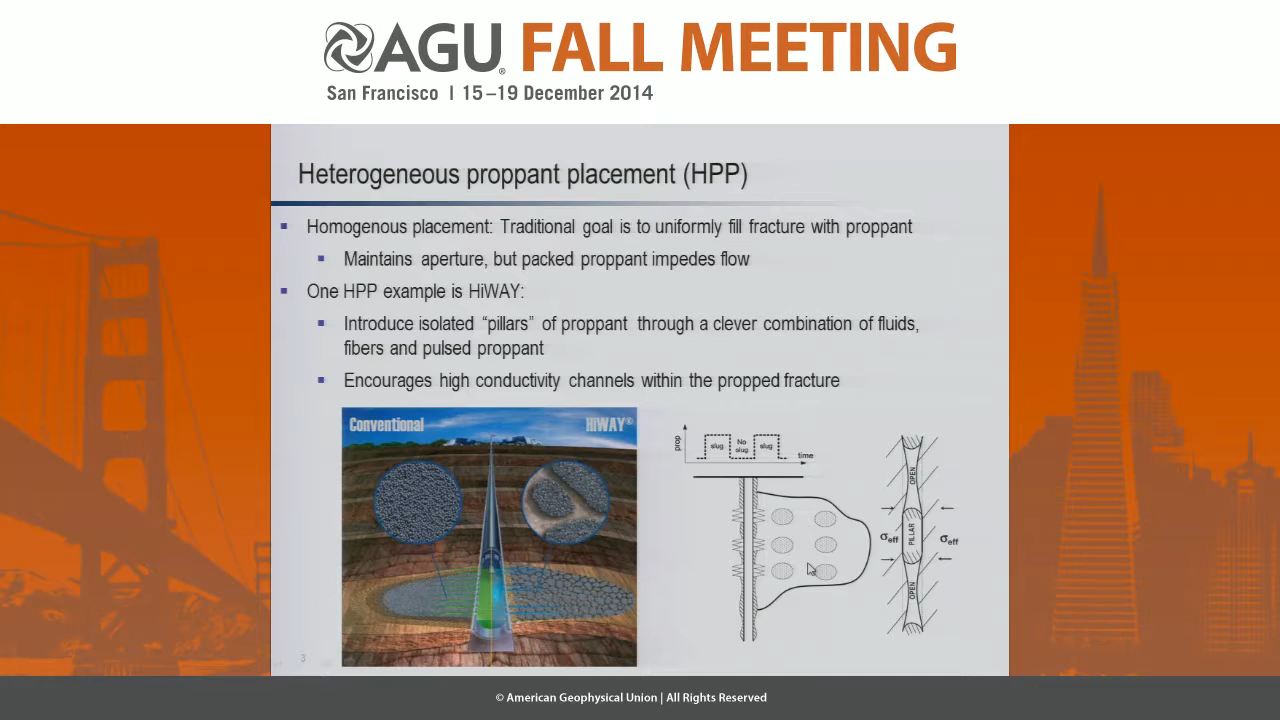 AGU FALL MEETING
San Francisco | 15–19 December 2014
Heterogeneous proppant placement (HPP)
Homogenous placement: Traditional goal is to uniformly fill fracture with proppant
Maintains aperture, but packed proppant impedes flow
One HPP example is HiWAY:
Introduce isolated “pillars” of proppant through a clever combination of fluids,
fibers and pulsed proppant
Encourages high conductivity channels within the propped fracture
Conventional
HiWAY®
prop
slug
No
slug
slug
time
OPEN
σeff
PILLAR
σeff
OPEN
3
© American Geophysical Union | All Rights Reserved